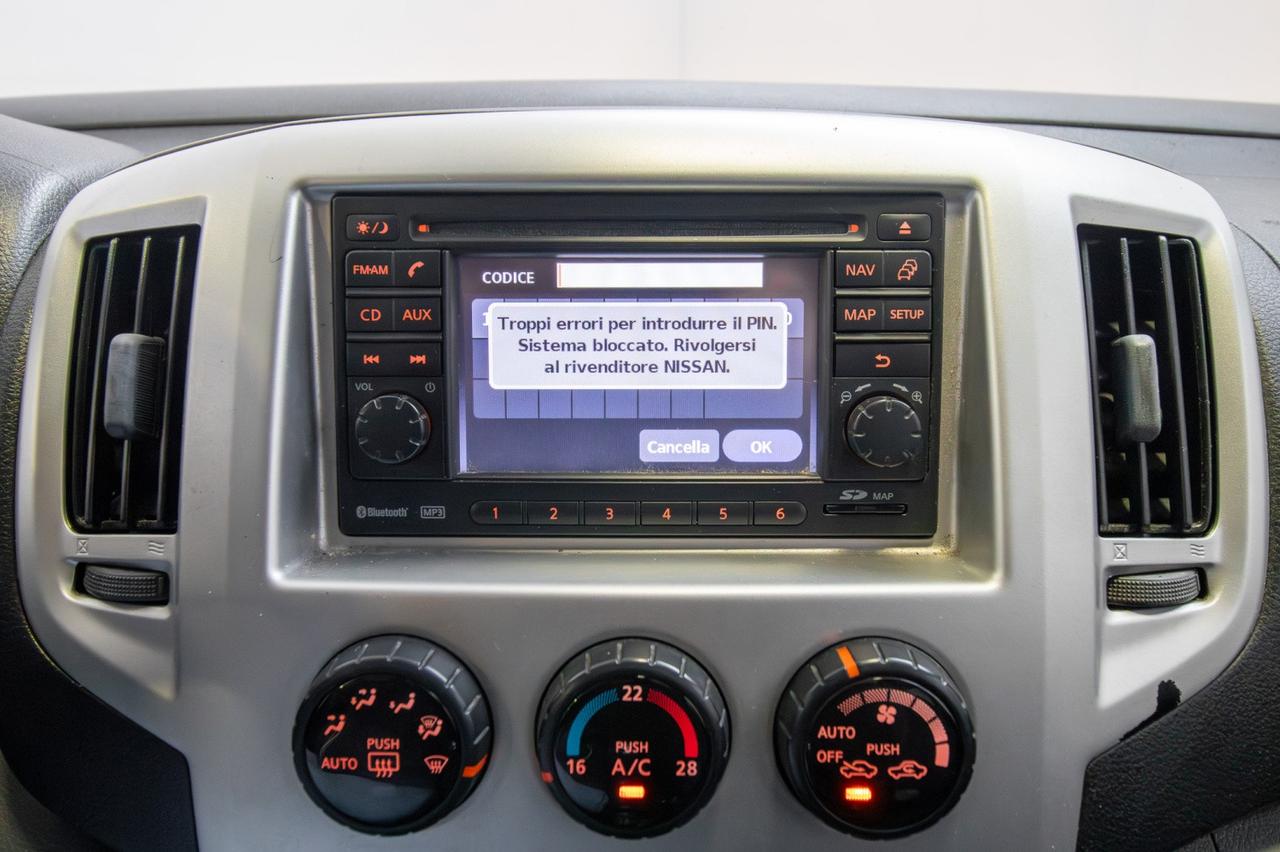 FM·AM
CD
AUX
VOL
CODICE
Troppi errori per introdurre il PIN.
Sistema bloccato. Rivolgersi
al rivenditore NISSAN.
Cancella
OK
NAV
MAP
SETUP
Bluetooth
MP3
1
2
3
4
5
6
SD
MAP
AUTO
PUSH
16
22
28
PUSH
A/C
AUTO
OFF
PUSH